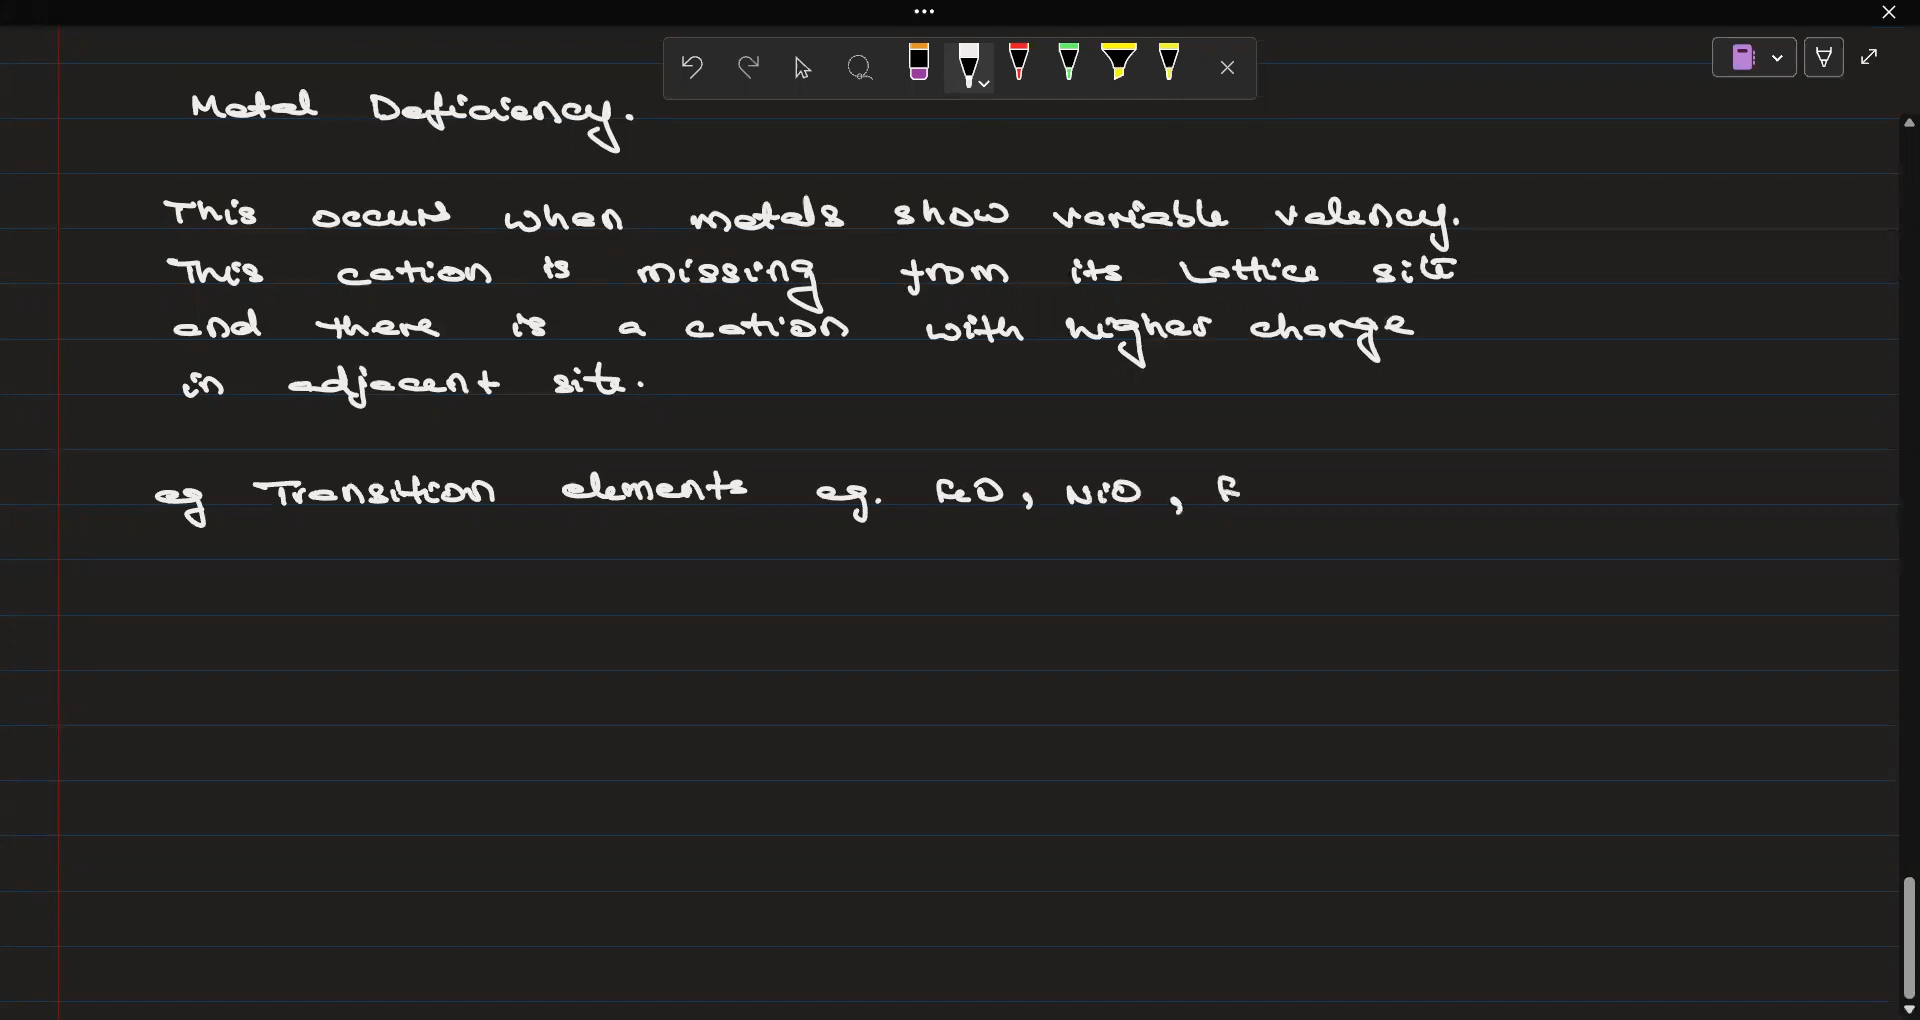 Metal Deficiency.
This occurs when metals show variable valency.
This cation is missing from its lattice site
and there is a cation with higher charge
in adjacent site.
eg Transition elements eg. FeO, NiO, F